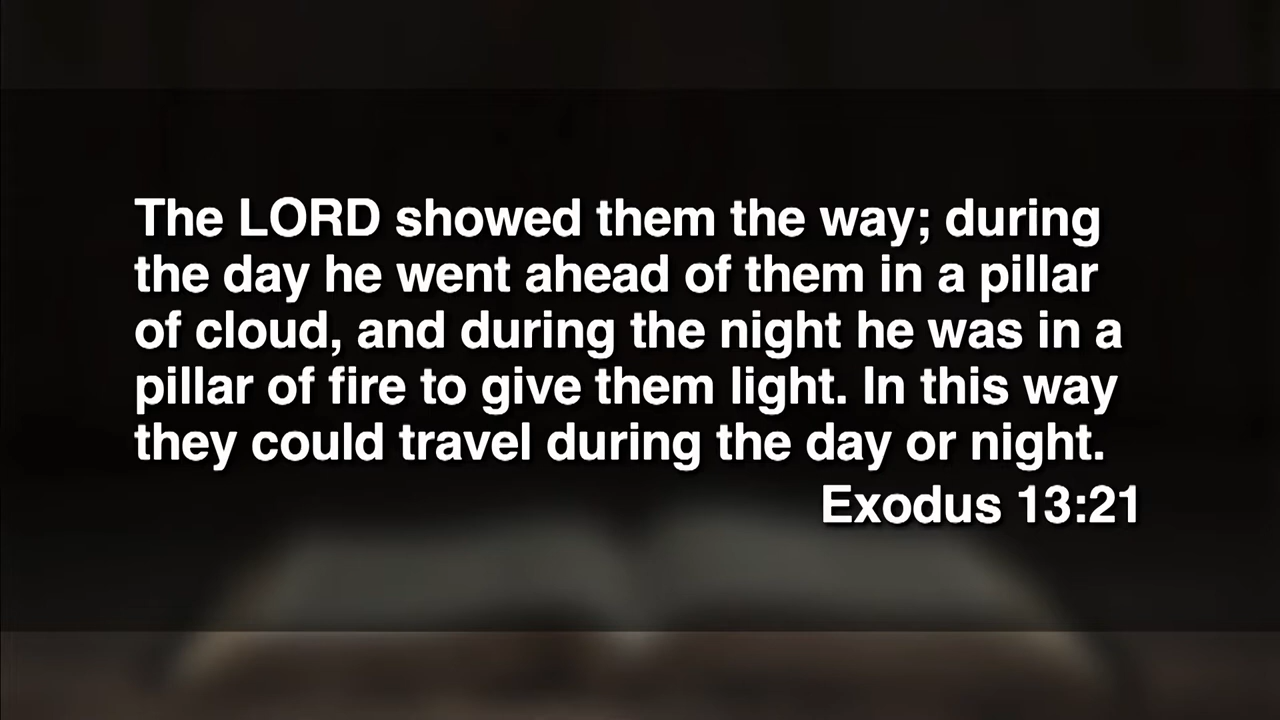 The LORD showed them the way; during
the day he went ahead of them in a pillar
of cloud, and during the night he was in a
pillar of fire to give them light. In this way
they could travel during the day or night.
Exodus 13:21